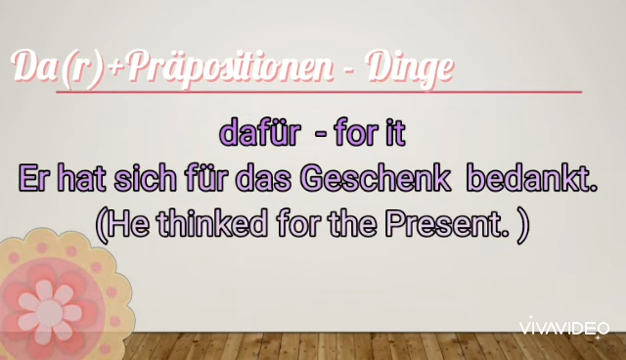 Da(r)+Präpositionen - Dinge
dafür - for it
Er hat sich für das Geschenk bedankt.
(He thinked for the Present. )
VIVAVIDEO